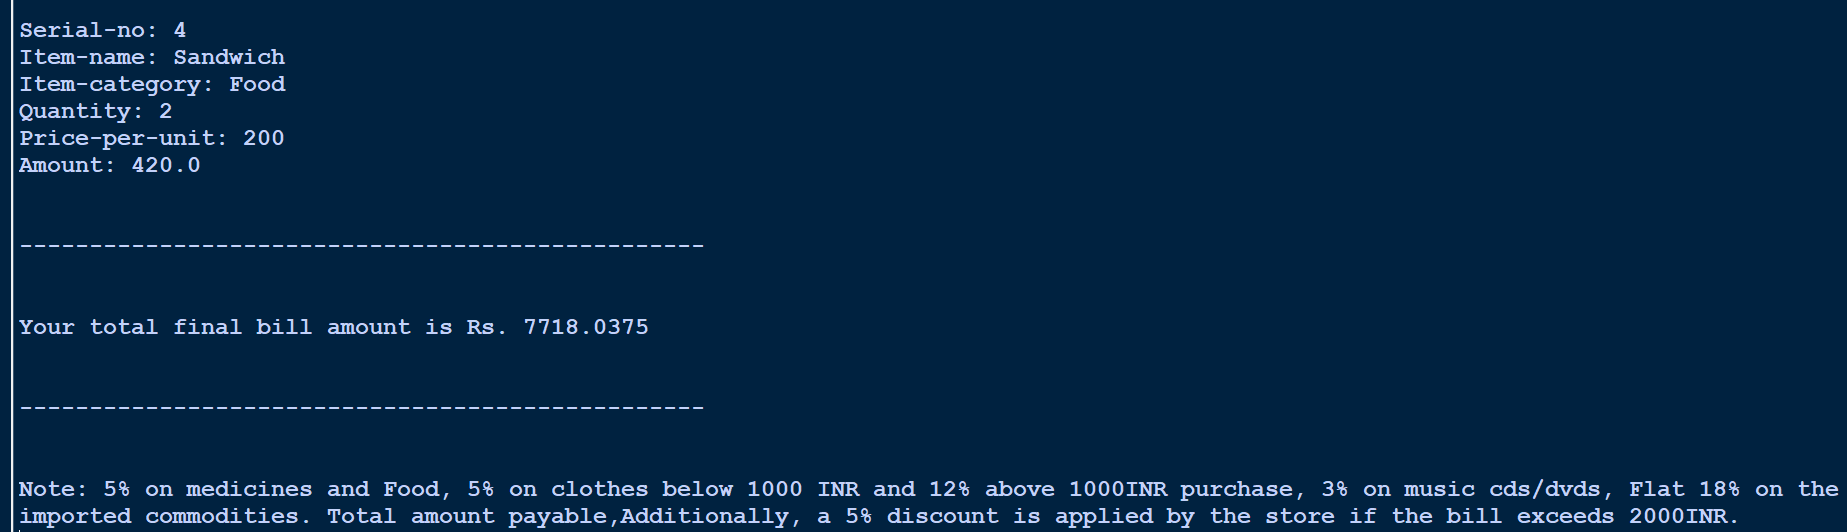 Serial-no: 4
Item-name: Sandwich
Item-category: Food
Quantity: 2
Price-per-unit: 200
Amount: 420.0
-------------------------------------------------
Your total final bill amount is Rs. 7718.0375
-------------------------------------------------
Note: 5% on medicines and Food, 5% on clothes below 1000 INR and 12% above 1000INR purchase, 3% on music cds/dvds, Flat 18% on the
imported commodities. Total amount payable,Additionally, a 5% discount is applied by the store if the bill exceeds 2000INR.